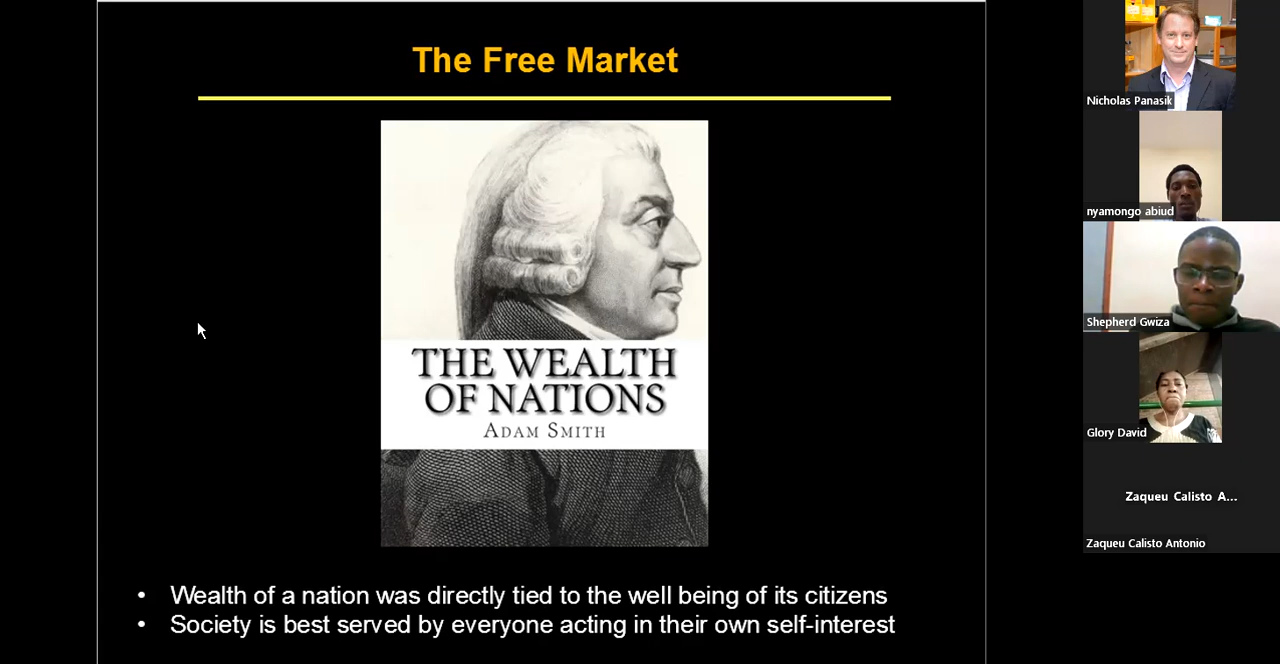 The Free Market
THE WEALTH
OF NATIONS
ADAM SMITH
• Wealth of a nation was directly tied to the well being of its citizens
• Society is best served by everyone acting in their own self-interest
Nicholas Panasik
nyamongo abiud
Shepherd Gwiza
Glory David
Zaqueu Calisto A...
Zaqueu Calisto Antonio